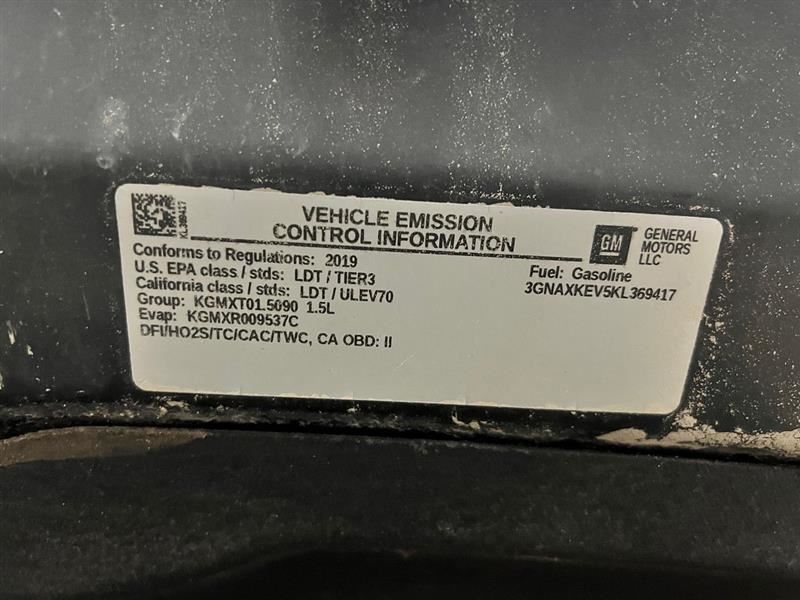 KL369417
VEHICLE EMISSION
CONTROL INFORMATION
GM
GENERAL
MOTORS
LLC
Conforms to Regulations: 2019
U.S. EPA class / stds: LDT / TIER3
California class / stds: LDT / ULEV70
Group: KGMXT01.5090 1.5L
Evap: KGMXR009537C
DFI/HO2S/TC/CAC/TWC, CA OBD: II
Fuel: Gasoline
3GNAXKEV5KL369417